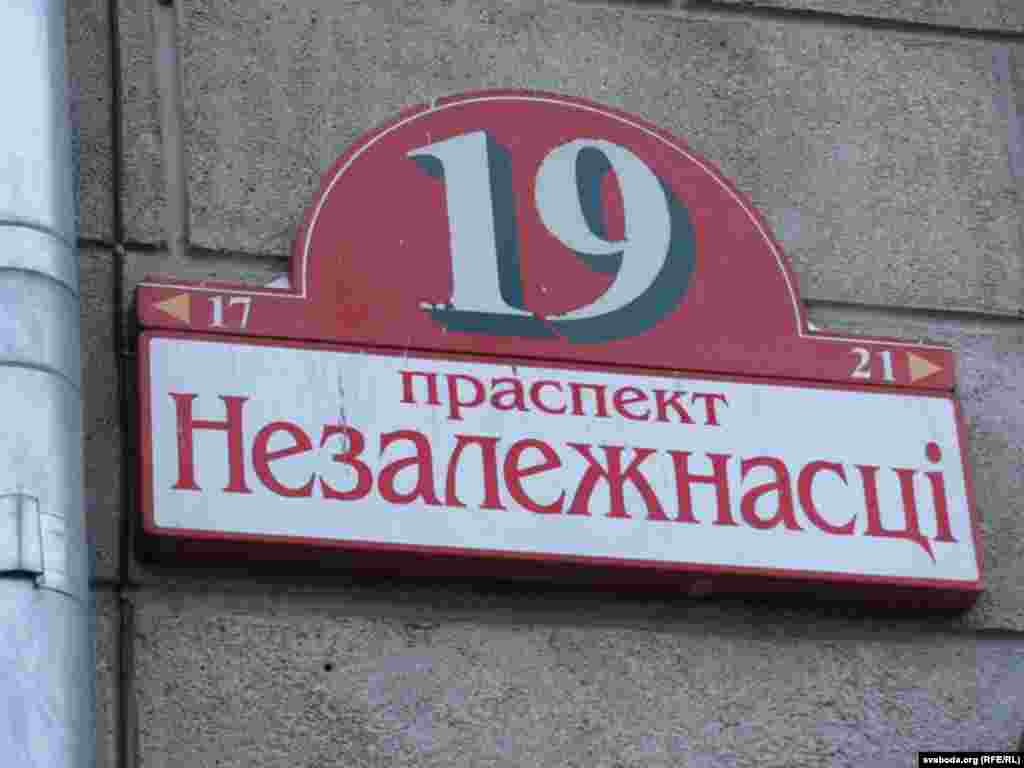 19
17
21
праспект
Незалежнасці
svaboda.org (RFE/RL)